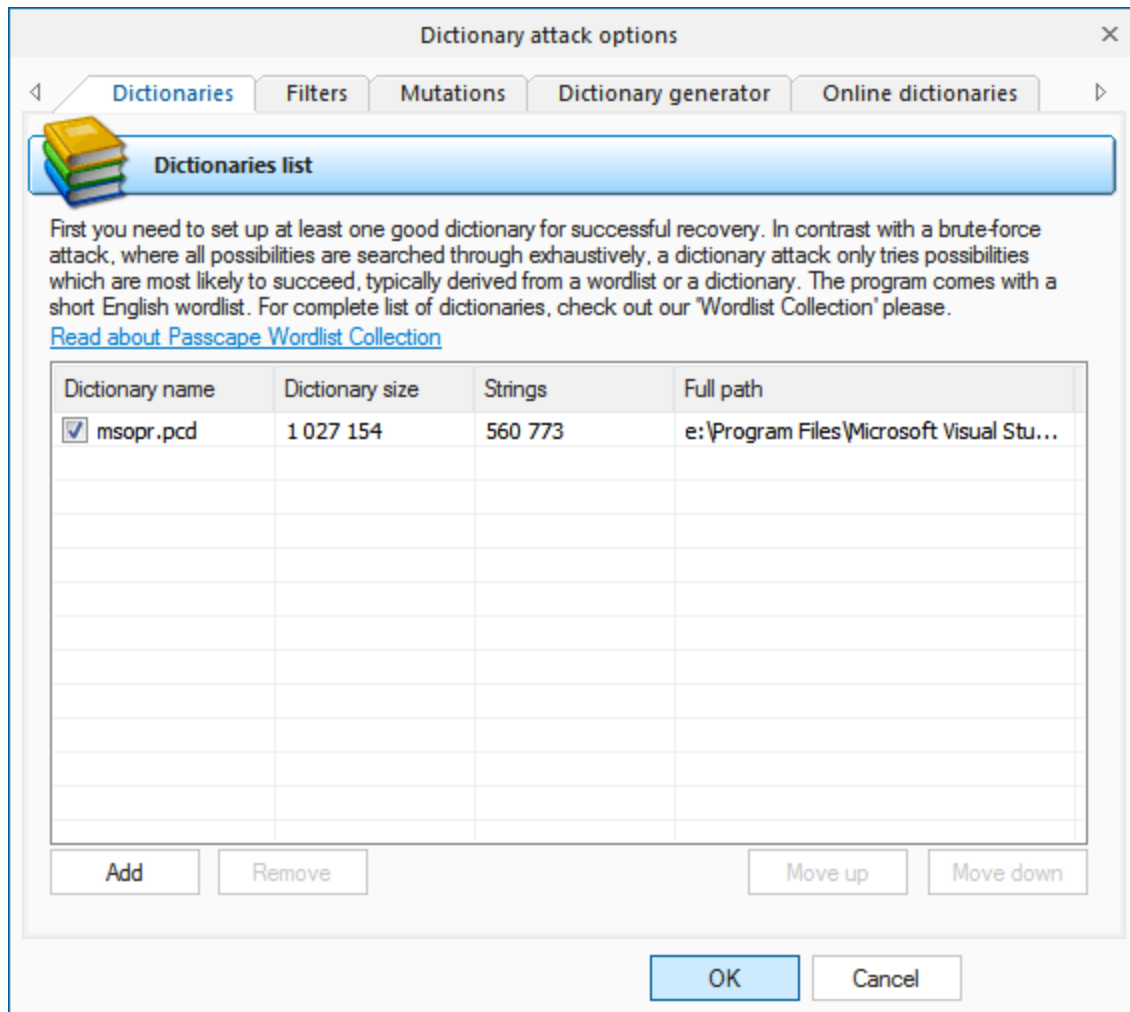 Dictionary attack options
Dictionaries
Filters
Mutations
Dictionary generator
Online dictionaries
Dictionaries list
First you need to set up at least one good dictionary for successful recovery. In contrast with a brute-force
attack, where all possibilities are searched through exhaustively, a dictionary attack only tries possibilities
which are most likely to succeed, typically derived from a wordlist or a dictionary. The program comes with a
short English wordlist. For complete list of dictionaries, check out our 'Wordlist Collection' please.
Read about Passcape Wordlist Collection
Dictionary name Dictionary size Strings Full path
msopr.pcd 1 027 154 560 773 e:\Program Files\Microsoft Visual Stu...
Add Remove Move up Move down
OK Cancel